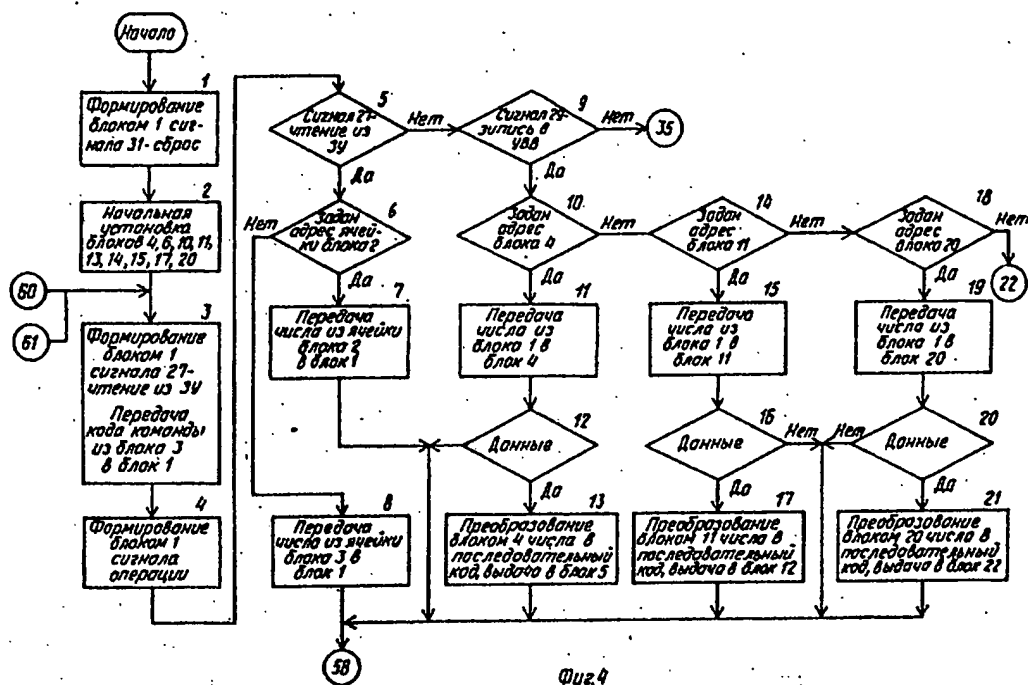 Начало
1
Формирование
блоком 1 сиг-
нала 31-сброс
2
Начальная
установка
блоков 4, 6, 10, 11,
13, 14, 15, 17, 20
60
61
3
Формирование
блоком 1
сигнала 27-
чтение из ЗУ
Передача
кода команды
из блока 3
в блок 1
4
Формирование
блоком 1
сигнала
операции
5
Сигнал 27-
чтение из
ЗУ
Нет
Да
6
Нет
Задан
адрес ячей-
ки блока 2
Да
7
Передача
числа из ячейки
блока 2
в блок 1
8
Передача
числа из ячейки
блока 3 в
блок 1
58
9
Сигнал 29-
запись в
УВВ
Нет
35
Да
10
Задан
адрес
блока 4
Нет
Да
11
Передача
числа из
блока 1 в
блок 4
12
Данные
Да
13
Преобразование
блоком 4 числа в
последовательный
код, выдача в блок 5
14
Задан
адрес
блока 11
Нет
Да
15
Передача
числа из
блока 1 в
блок 11
16
Данные
Нет
Да
17
Преобразование
блоком 11 числа в
последовательный
код, выдача в блок 12
18
Задан
адрес
блока 20
Нет
22
Да
19
Передача
числа из
блока 1 в
блок 20
20
Нет
Данные
Да
21
Преобразование
блоком 20 числа в
последовательный
код, выдача в блок 22
Фиг.4